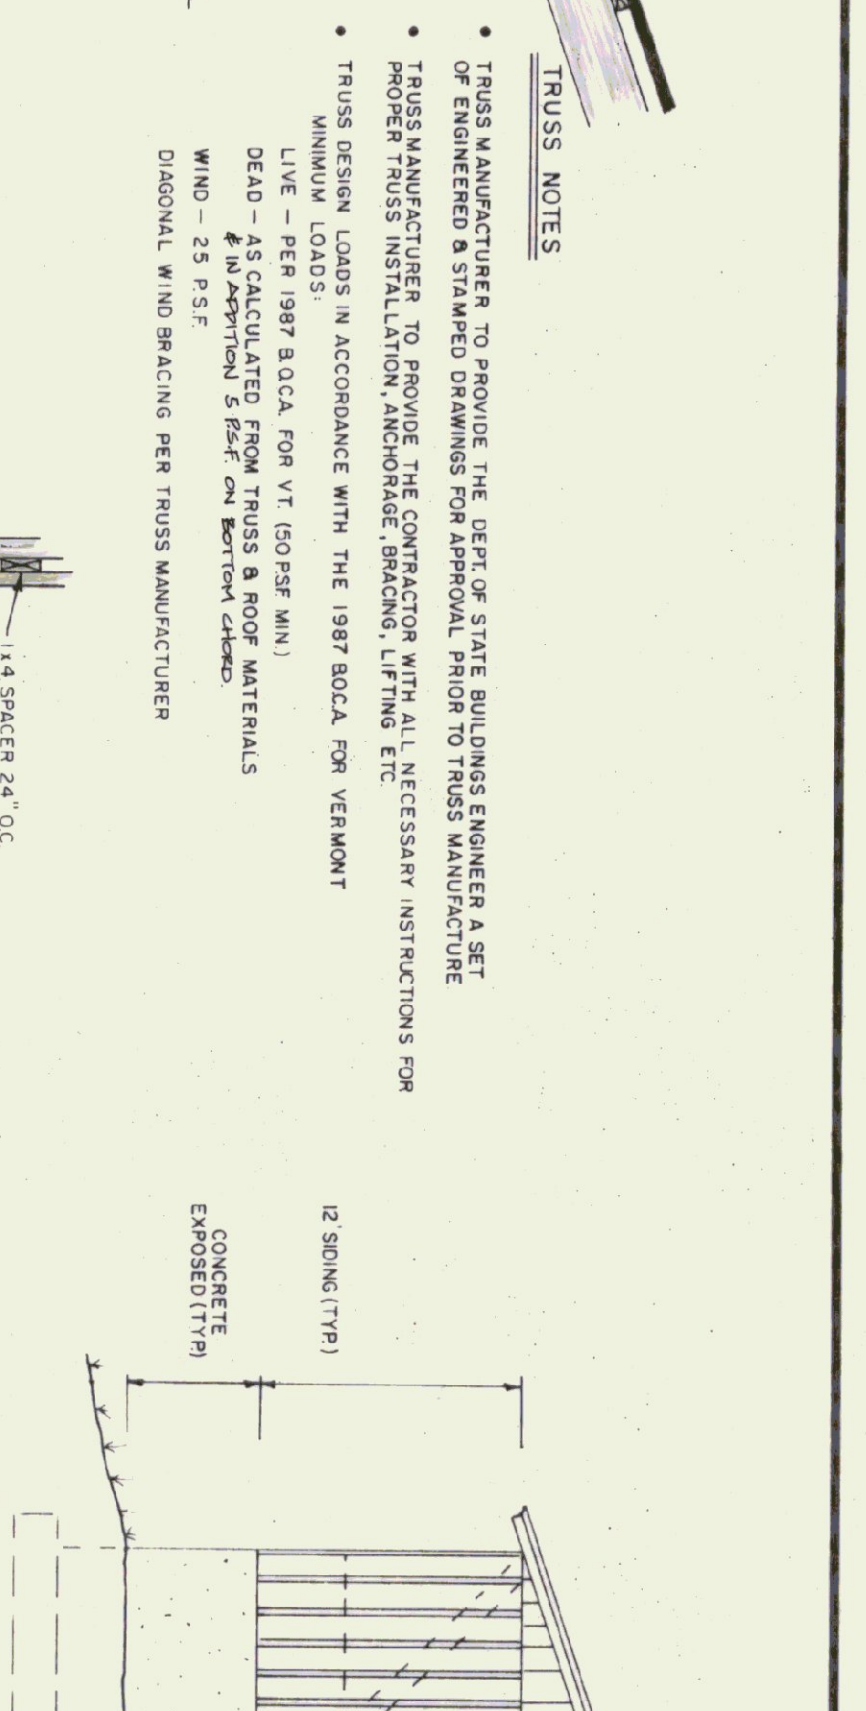 TRUSS NOTES
• TRUSS MANUFACTURER TO PROVIDE THE DEPT. OF STATE BUILDINGS ENGINEER A SET
OF ENGINEERED & STAMPED DRAWINGS FOR APPROVAL PRIOR TO TRUSS MANUFACTURE
• TRUSS MANUFACTURER TO PROVIDE THE CONTRACTOR WITH ALL NECESSARY INSTRUCTIONS FOR
PROPER TRUSS INSTALLATION, ANCHORAGE, BRACING, LIFTING ETC.
• TRUSS DESIGN LOADS IN ACCORDANCE WITH THE 1987 B.O.C.A. FOR VERMONT
MINIMUM LOADS:
LIVE - PER 1987 B.O.C.A. FOR VT. (50 P.S.F. MIN.)
DEAD - AS CALCULATED FROM TRUSS & ROOF MATERIALS
& IN ADDITION 5 P.S.F. ON BOTTOM CHORD.
WIND - 25 P.S.F.
DIAGONAL WIND BRACING PER TRUSS MANUFACTURER
1x4 SPACER 24" O.C.
12' SIDING (TYP.)
CONCRETE
EXPOSED (TYP.)